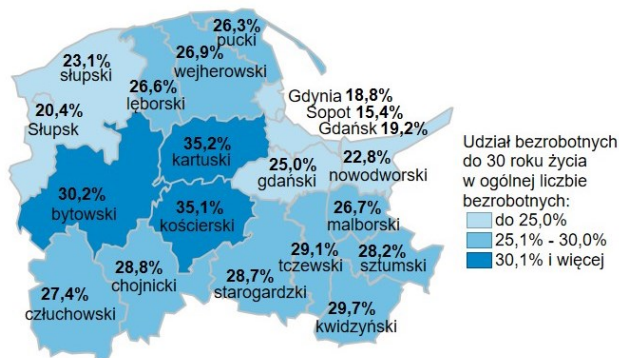 26,3%
pucki
26,9%
wejherowski
23,1%
słupski
26,6%
lęborski
20,4%
Słupsk
Gdynia 18,8%
Sopot 15,4%
Gdańsk 19,2%
35,2%
kartuski
25,0%
gdański
22,8%
nowodworski
30,2%
bytowski
35,1%
kościerski
26,7%
malborski
29,1%
tczewski
28,2%
sztumski
28,8%
chojnicki
28,7%
starogardzki
27,4%
człuchowski
29,7%
kwidzyński
Udział bezrobotnych
do 30 roku życia
w ogólnej liczbie
bezrobotnych:
do 25,0%
25,1% - 30,0%
30,1% i więcej